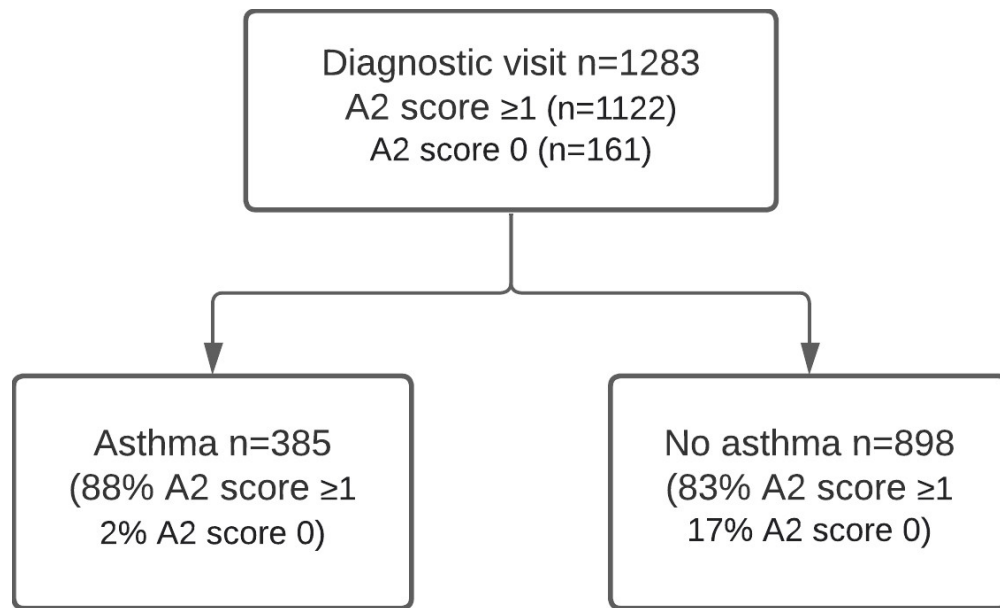 Diagnostic visit n=1283
A2 score ≥1 (n=1122)
A2 score 0 (n=161)
Asthma n=385
(88% A2 score ≥1
2% A2 score 0)
No asthma n=898
(83% A2 score ≥1
17% A2 score 0)